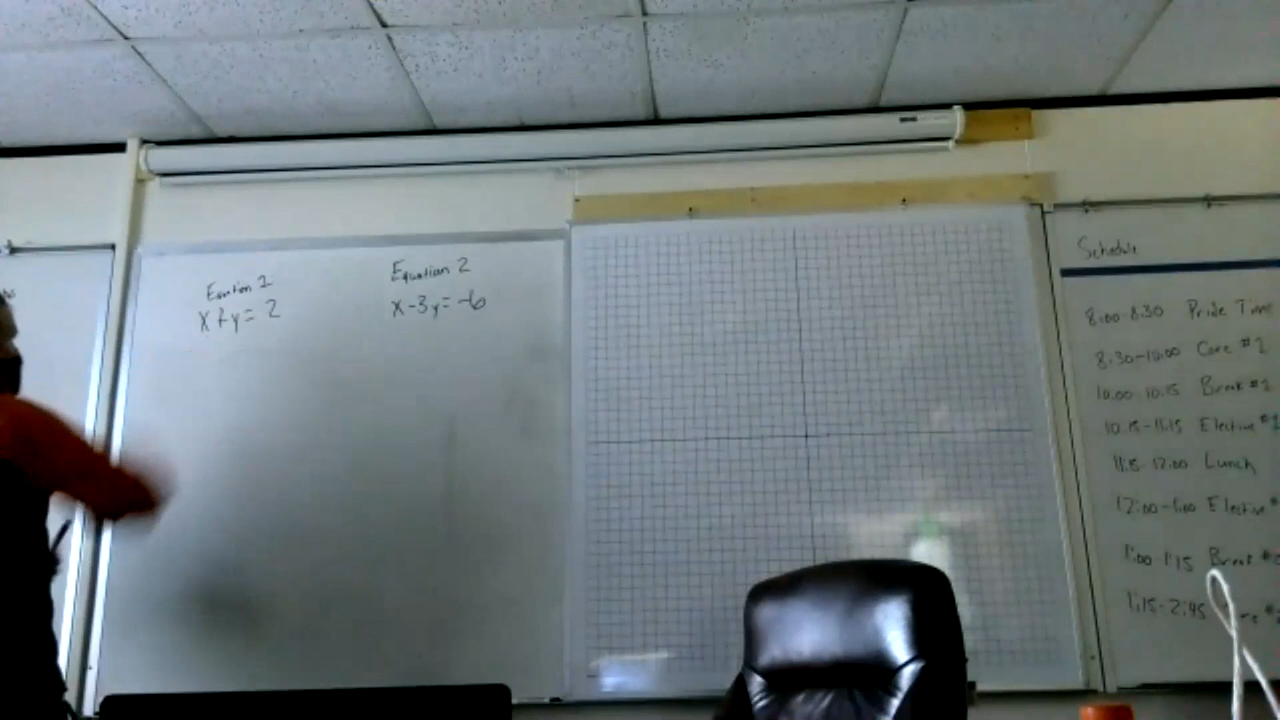 Equation 1
x+y=2
Equation 2
x-3y=-6
Schedule
8:00-8:30 Pride Time
8:30-10:00 Core #1
10:00-10:15 Break #1
10:15-11:15 Elective #1
11:15-12:00 Lunch
12:00-1:00 Elective #
1:00-1:15 Break #
1:15-2:45